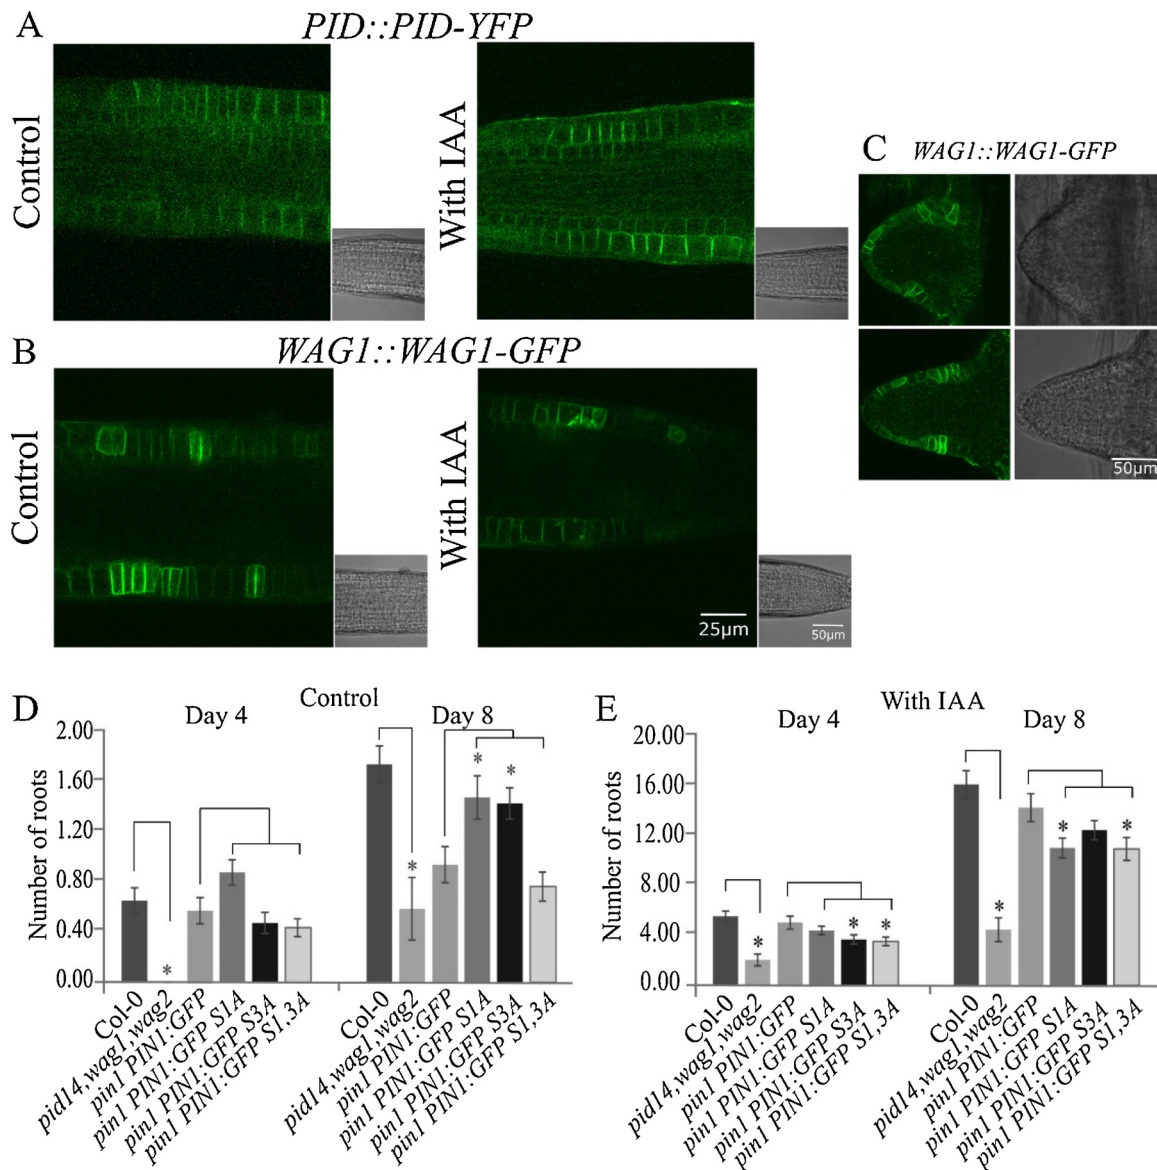 A
PID::PID-YFP
Control
With IAA
B
WAG1::WAG1-GFP
Control
With IAA
25µm
50µm
C
WAG1::WAG1-GFP
50µm
D
Control
Day 4
Day 8
Number of roots
2.00
1.60
1.20
0.80
0.40
0.00
*
*
*
*
Col-0
pid14,wag1,wag2
pin1 PIN1:GFP
pin1 PIN1:GFP S1A
pin1 PIN1:GFP S3A
pin1 PIN1:GFP S1,3A
Col-0
pid14,wag1,wag2
pin1 PIN1:GFP
pin1 PIN1:GFP S1A
pin1 PIN1:GFP S3A
pin1 PIN1:GFP S1,3A
E
With IAA
Day 4
Day 8
Number of roots
20.00
16.00
12.00
8.00
4.00
0.00
*
*
*
*
*
*
Col-0
pid14,wag1,wag2
pin1 PIN1:GFP
pin1 PIN1:GFP S1A
pin1 PIN1:GFP S3A
pin1 PIN1:GFP S1,3A
Col-0
pid14,wag1,wag2
pin1 PIN1:GFP
pin1 PIN1:GFP S1A
pin1 PIN1:GFP S3A
pin1 PIN1:GFP S1,3A